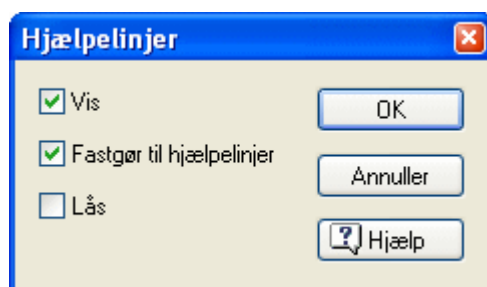 Hjælpelinjer
Vis
Fastgør til hjælpelinjer
Lås
OK
Annuller
Hjælp